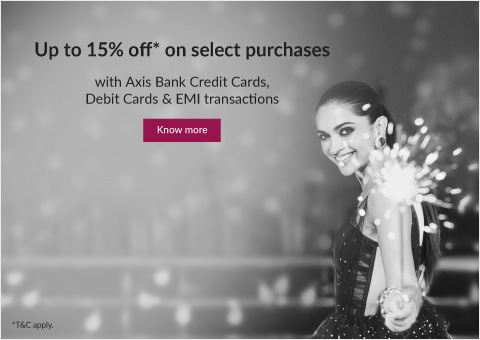 Up to 15% off* on select purchases
with Axis Bank Credit Cards,
Debit Cards & EMI transactions
Know more
*T&C apply.